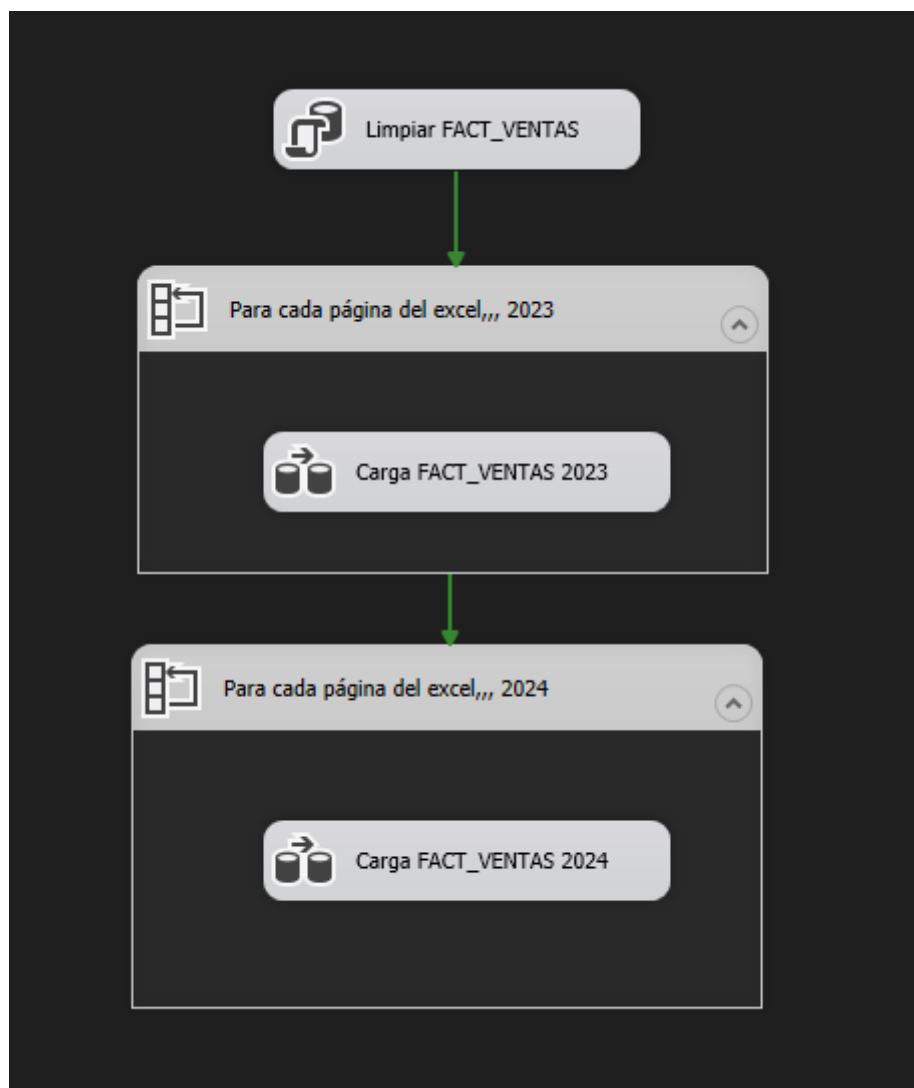 Limpiar FACT_VENTAS
Para cada página del excel,,, 2023
Carga FACT_VENTAS 2023
Para cada página del excel,,, 2024
Carga FACT_VENTAS 2024